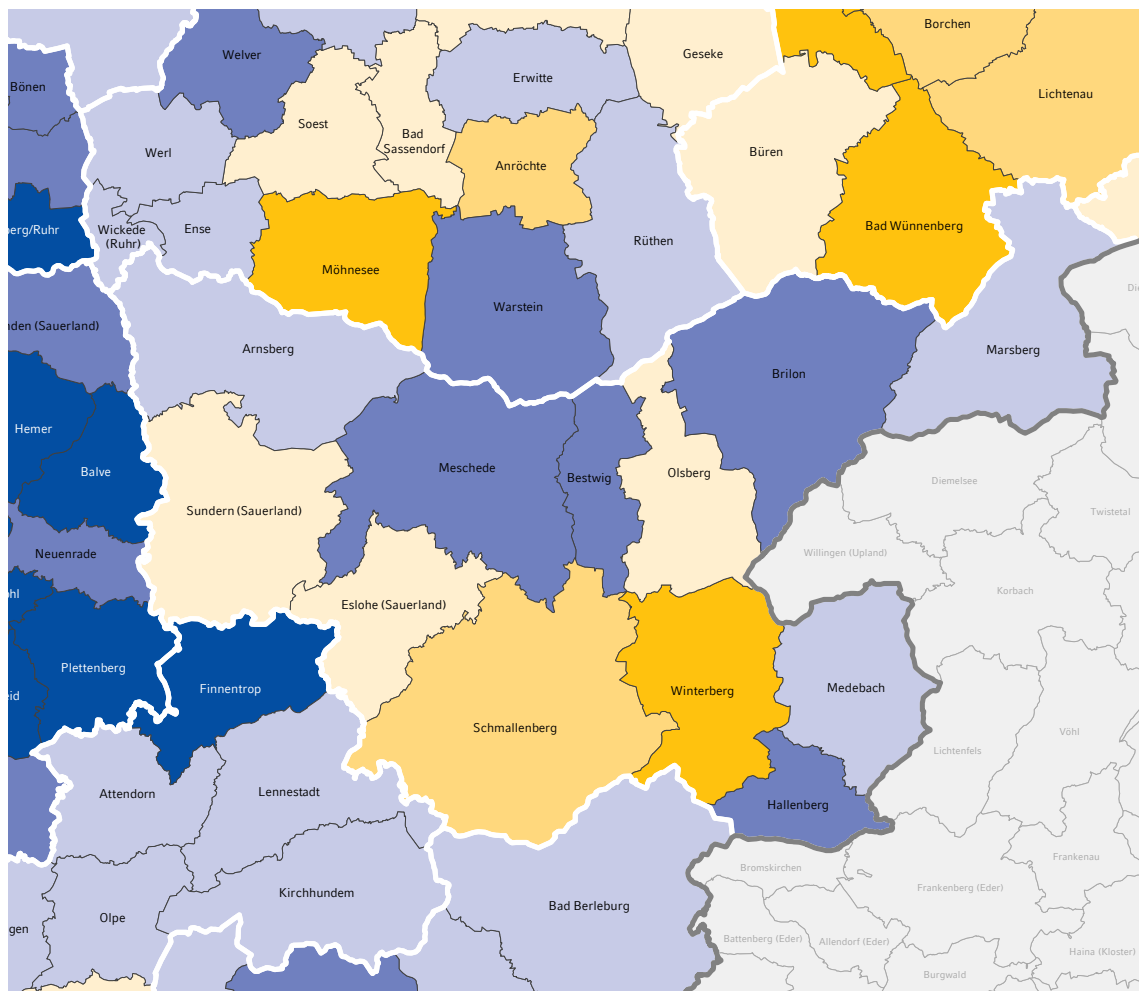 Borchen
Welver
Geseke
Erwitte
Bönen
Lichtenau
Soest
Bad
Sassendorf
Werl
Büren
Anröchte
Bad Wünnenberg
Wickede
(Ruhr)
Ense
berg/Ruhr
Rüthen
Möhnesee
Warstein
nden (Sauerland)
Arnsberg
Marsberg
Brilon
Hemer
Balve
Meschede
Bestwig
Olsberg
Diemelsee
Sundern (Sauerland)
Twistetal
Neuenrade
Willingen (Upland)
Korbach
Eslohe (Sauerland)
Plettenberg
Finnentrop
Winterberg
Medebach
eid
Schmallenberg
Vöhl
Lichtenfels
Attendorn
Lennestadt
Hallenberg
Frankenau
Bromskirchen
Kirchhundem
Frankenberg (Eder)
Bad Berleburg
Olpe
gen
Battenberg (Eder)
Allendorf (Eder)
Haina (Kloster)
Burgwald